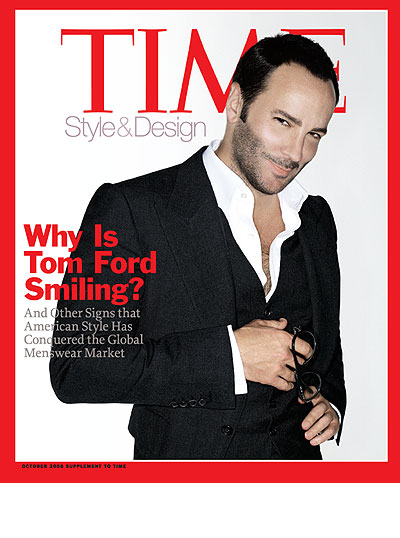 TIME
Style&Design
Why Is
Tom Ford
Smiling?
And Other Signs that
American Style Has
Conquered the Global
Menswear Market
OCTOBER 2006 SUPPLEMENT TO TIME